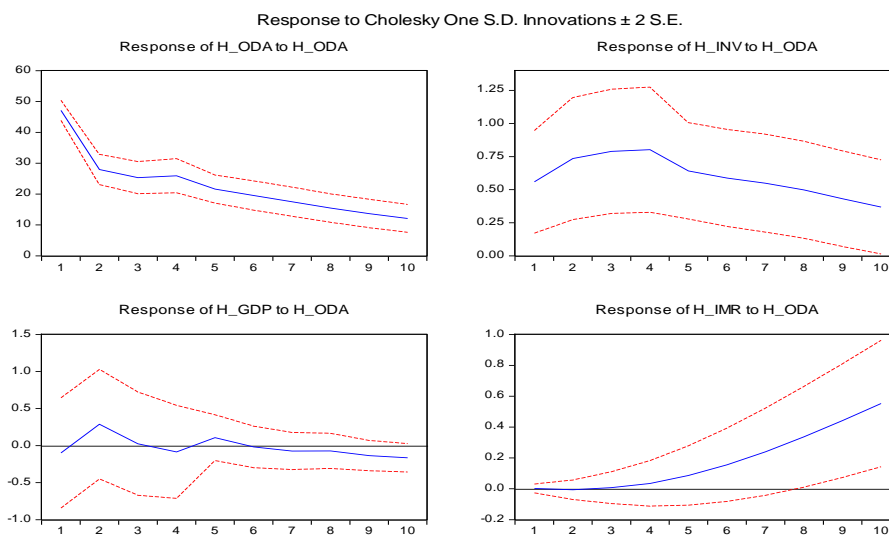 Response to Cholesky One S.D. Innovations ± 2 S.E.
Response of H_ODA to H_ODA
60
50
40
30
20
10
0
1 2 3 4 5 6 7 8 9 10
Response of H_INV to H_ODA
1.25
1.00
0.75
0.50
0.25
0.00
1 2 3 4 5 6 7 8 9 10
Response of H_GDP to H_ODA
1.5
1.0
0.5
0.0
-0.5
-1.0
1 2 3 4 5 6 7 8 9 10
Response of H_IMR to H_ODA
1.0
0.8
0.6
0.4
0.2
0.0
-0.2
1 2 3 4 5 6 7 8 9 10